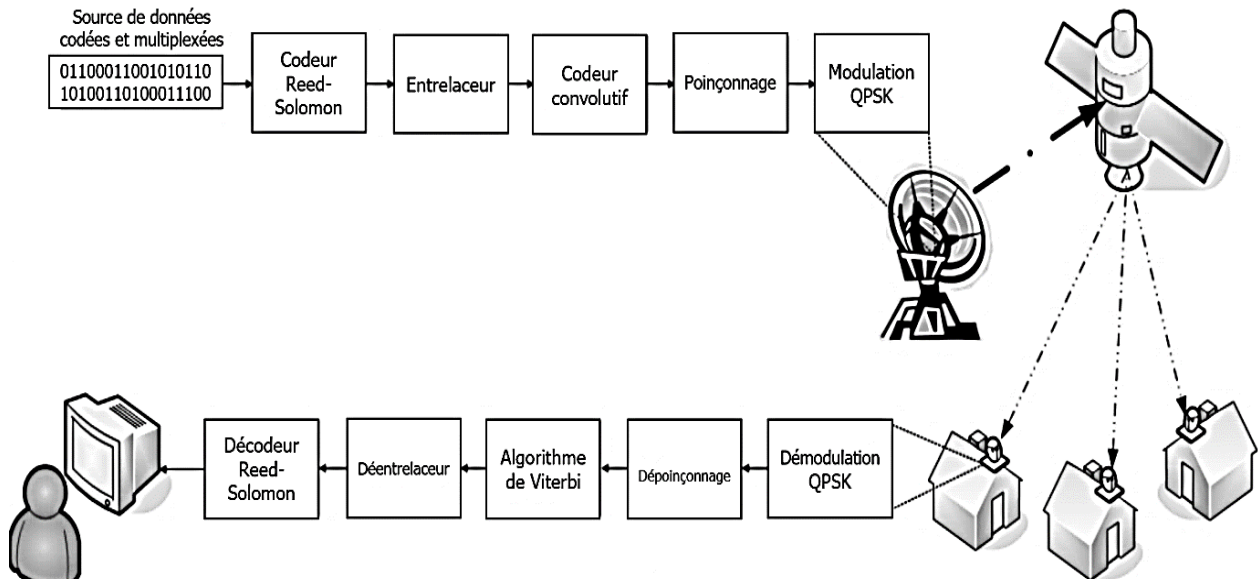 Source de données
codées et multiplexées
01100011001010110
10100110100011100
Codeur
Reed-
Solomon
Entrelaceur
Codeur
convolutif
Poinçonnage
Modulation
QPSK
Décodeur
Reed-
Solomon
Déentrelaceur
Algorithme
de Viterbi
Dépoinçonnage
Démodulation
QPSK